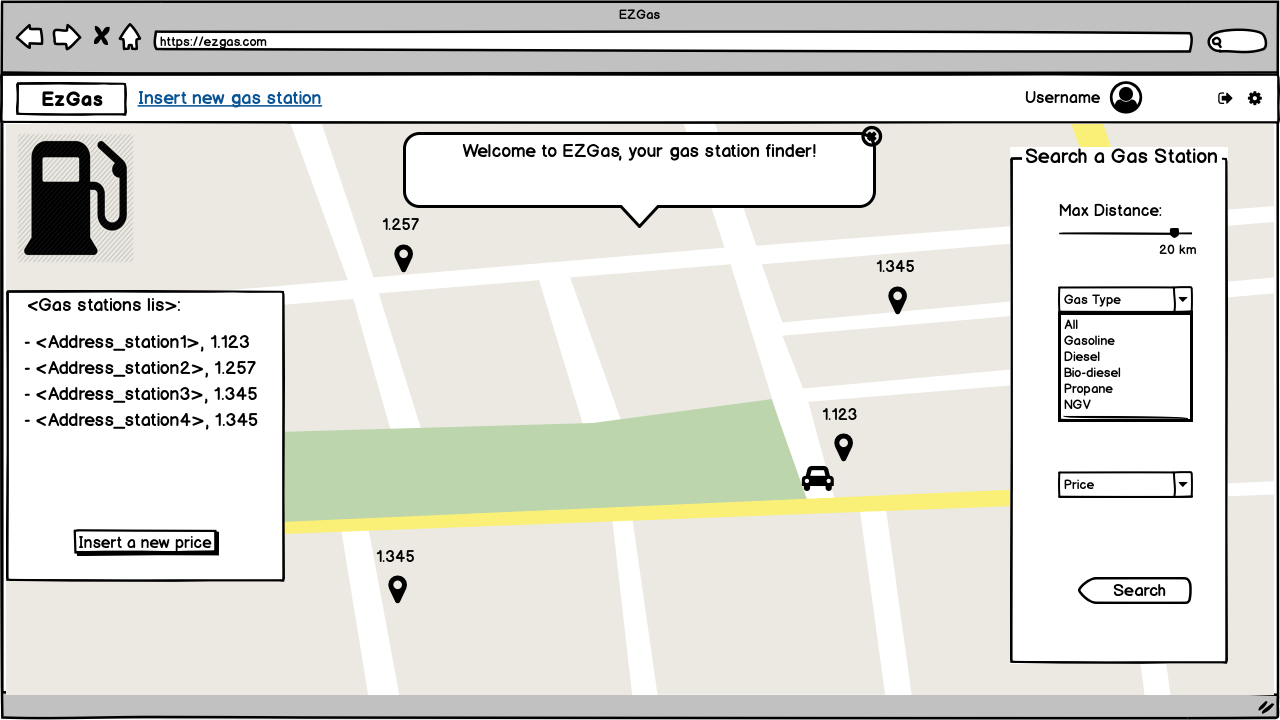 EZGas
https://ezgas.com
EzGas
Insert new gas station
Username
Welcome to EZGas, your gas station finder!
1.257
1.345
1.123
1.345
<Gas stations lis>:
- <Address_station1>, 1.123
- <Address_station2>, 1.257
- <Address_station3>, 1.345
- <Address_station4>, 1.345
Insert a new price
Search a Gas Station
Max Distance:
20 km
Gas Type
All
Gasoline
Diesel
Bio-diesel
Propane
NGV
Price
Search